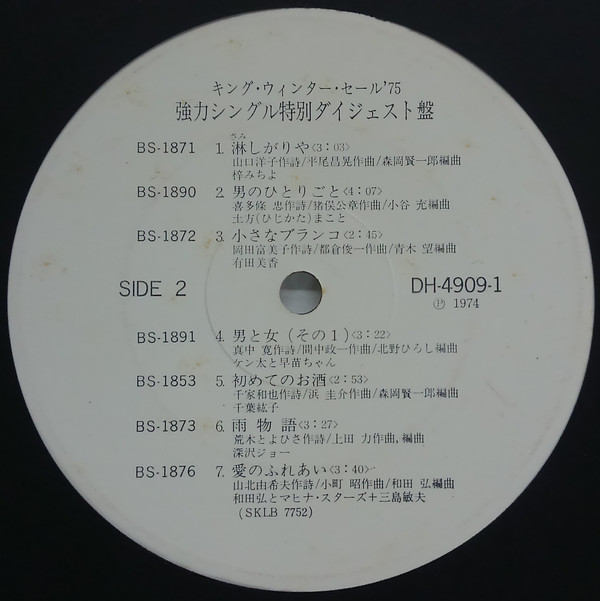 キング・ウィンター・セール'75
強力シングル特別ダイジェスト盤
さみ
BS-1871 1. 淋しがりや<3:03>
山口洋子作詩/平尾昌晃作曲/森岡賢一郎編曲
梓みちよ
BS-1890 2. 男のひとりごと<4:07>
喜多條 忠作詩/猪俣公章作曲/小谷 充編曲
土方(ひじかた)まこと
BS-1872 3. 小さなブランコ<2:45>
岡田富美子作詩/都倉俊一作曲/青木 望編曲
有田美香
SIDE 2 DH-4909-1
Ⓟ 1974
BS-1891 4. 男と女(その1)<3:22>
真中 寛作詩/間中政一作曲/北野ひろし編曲
ケン太と早苗ちゃん
BS-1853 5. 初めてのお酒<2:53>
千家和也作詩/浜 圭介作曲/森岡賢一郎編曲
千葉紘子
BS-1873 6. 雨物語<3:27>
荒木とよひさ作詩/上田 力作曲,編曲
深沢ジョー
BS-1876 7. 愛のふれあい<3:40>
山北由希夫作詩/小町 昭作曲/和田 弘編曲
和田弘とマヒナ・スターズ+三島敏夫
(SKLB 7752)